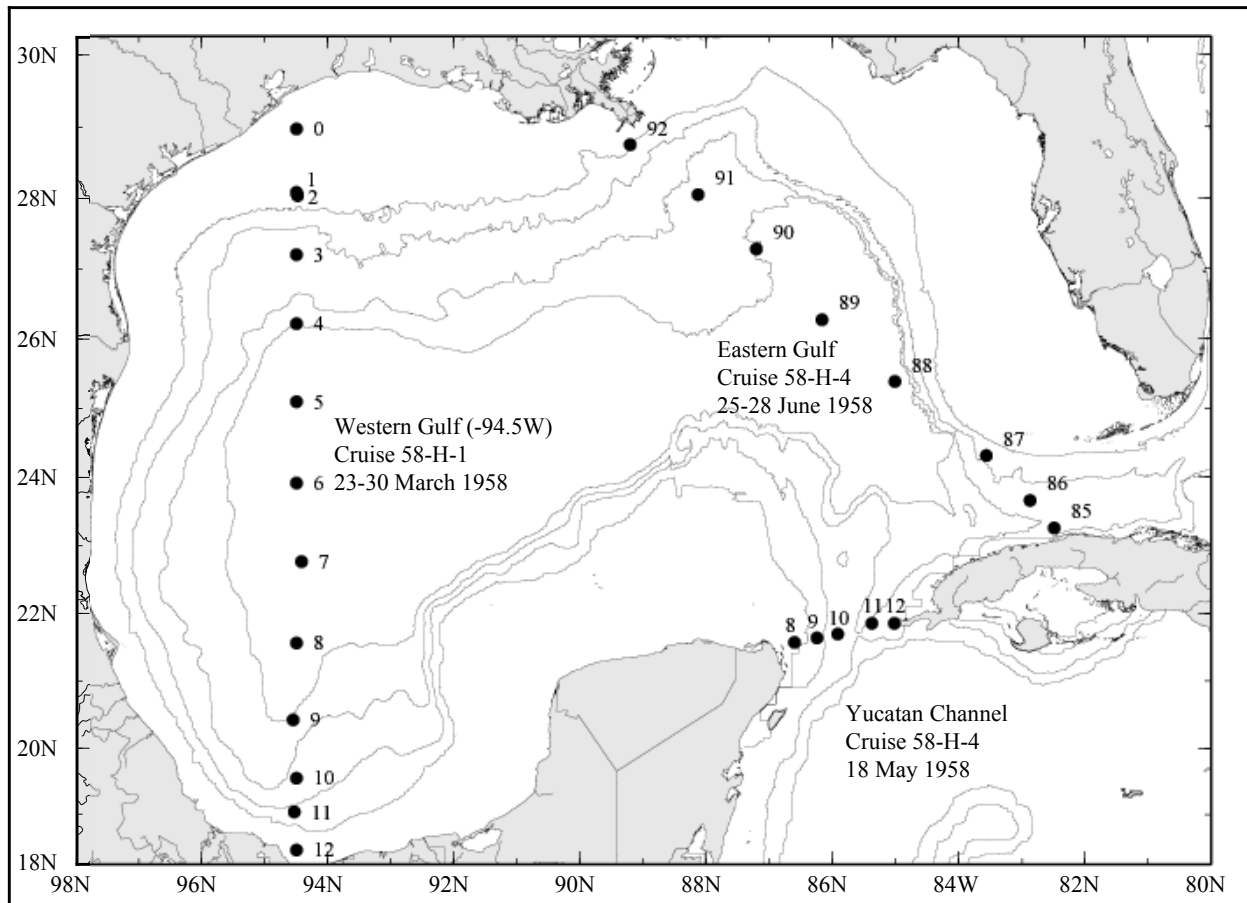 30N
0
92
1
28N
2
91
90
3
89
26N
4
Eastern Gulf
Cruise 58-H-4
25-28 June 1958
88
5
Western Gulf (-94.5W)
Cruise 58-H-1
23-30 March 1958
87
24N
6
86
85
7
22N
8
8
9
10
11
12
9
Yucatan Channel
Cruise 58-H-4
18 May 1958
20N
10
11
12
18N
98N
96N
94N
92N
90N
88N
86N
84W
82N
80N